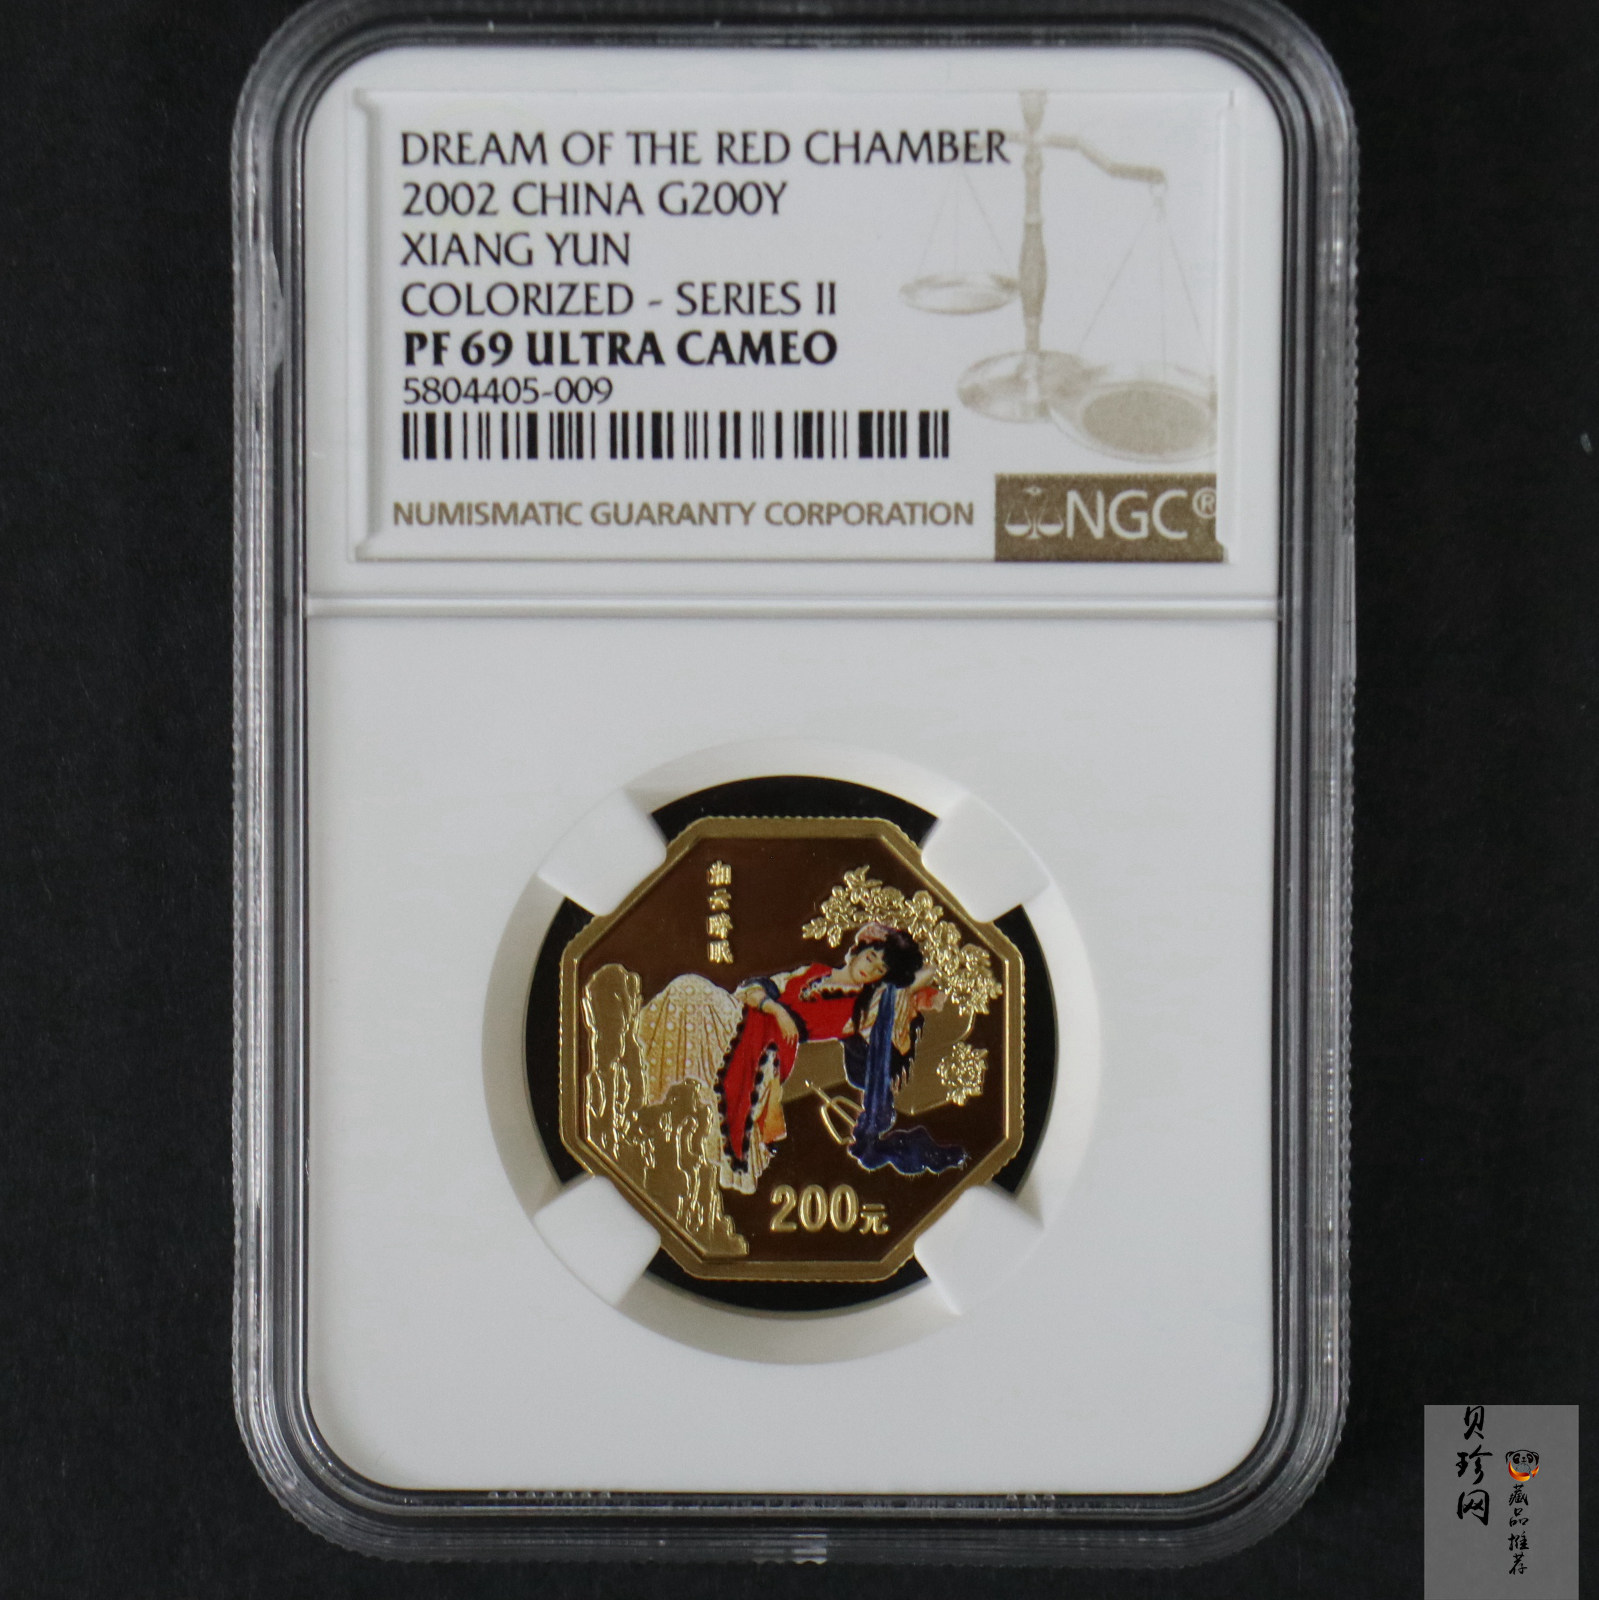 DREAM OF THE RED CHAMBER
2002 CHINA G200Y
XIANG YUN
COLORIZED - SERIES II
PF 69 ULTRA CAMEO
5804405-009
NUMISMATIC GUARANTY CORPORATION
NGC®
湘云醉眠
200元
贝珍网
藏品推荐